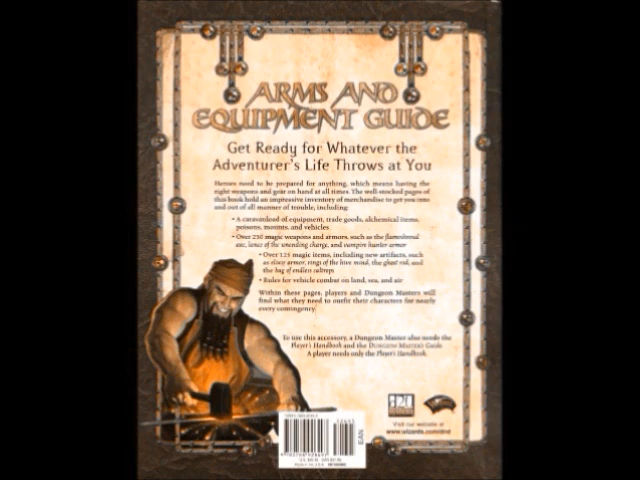 ARMS AND
EQUIPMENT GUIDE
Get Ready for Whatever the
Adventurer's Life Throws at You
Heroes need to be prepared for anything, which means having the
right weapons and gear on hand at all times. The well-stocked pages of
this book hold an impressive inventory of merchandise to get you into
and out of all manner of trouble, including:
• A caravanload of equipment, trade goods, alchemical items,
poisons, mounts, and vehicles
• Over 250 magic weapons and armors, such as the
axe, lance of the unending charge, and vampire hunter armor
• Over 125 magic items, including new artifacts, such
as armor, rings of the hive mind, the ghast rod, and
the bag of endless caltrops
• Rules for vehicle combat on land, sea, and air
Within these pages, players and Dungeon Masters will
find what they need to outfit their characters for nearly
every contingency.
To use this accessory, a Dungeon Master also needs the
Player's Handbook and the DUNGEON MASTER's Guide.
A player needs only the Player's Handbook.
d20
Visit our website at
www.wizards.com/dnd
EAN